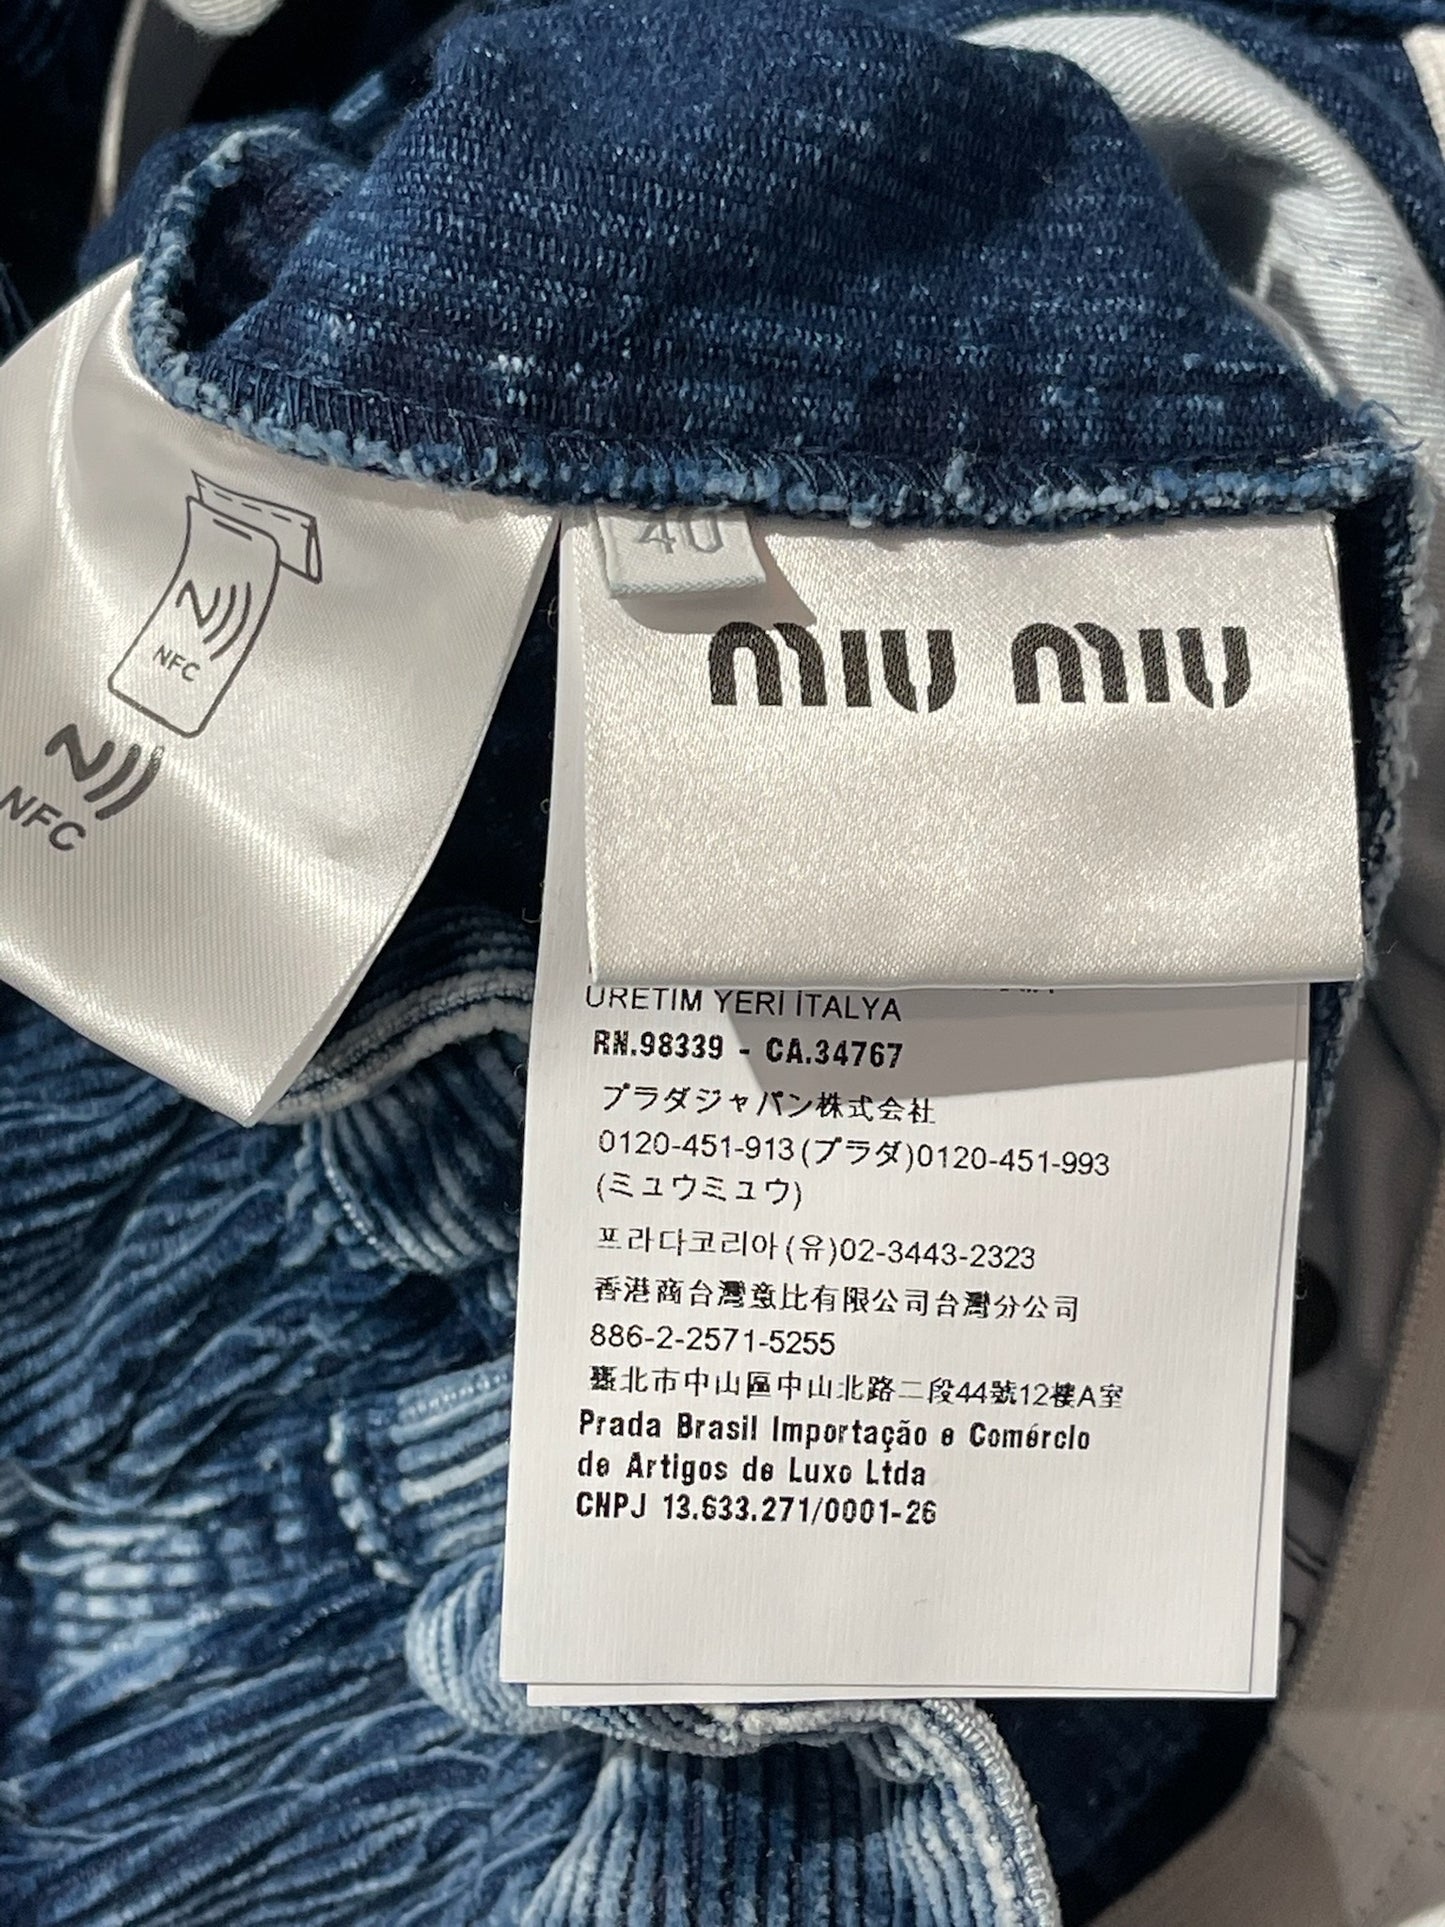 NFC
NFC
40
MIU MIU
ÜRETIM YERİ İTALYA
RN.98339 - CA.34767
プラダジャパン株式会社
0120-451-913(プラダ)0120-451-993
(ミュウミュウ)
프라다코리아(유)02-3443-2323
香港商台灣意比有限公司台灣分公司
886-2-2571-5255
臺北市中山區中山北路二段44號12樓A室
Prada Brasil Importação e Comércio
de Artigos de Luxo Ltda
CNPJ 13.633.271/0001-26